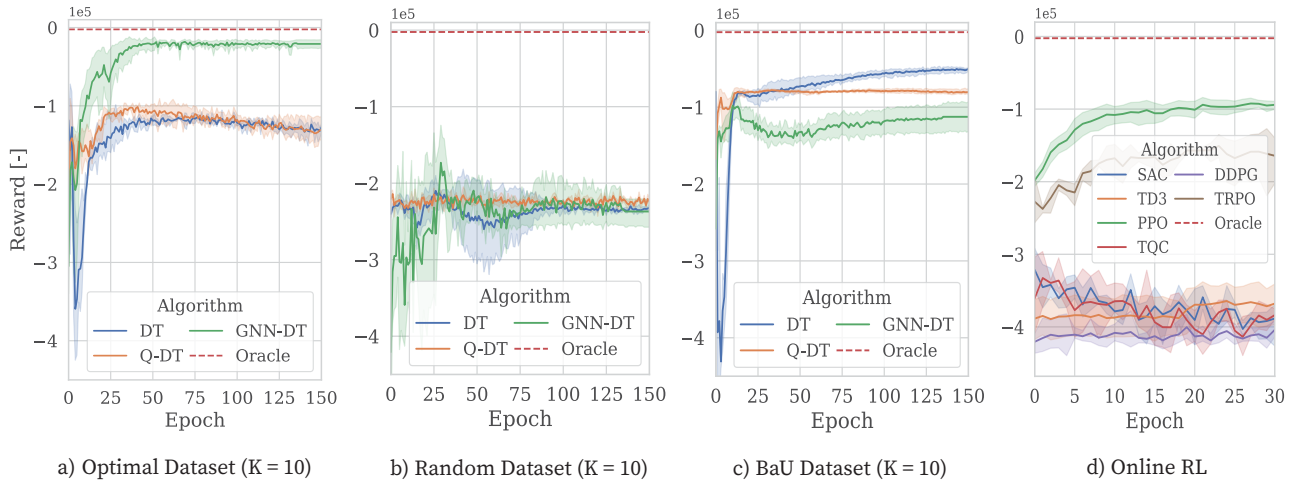 1e5
0
−1
−2
−3
−4
Reward [-]
Algorithm
DT
GNN-DT
Q-DT
Oracle
0 25 50 75 100 125 150
Epoch
a) Optimal Dataset (K = 10)
1e5
0
−1
−2
−3
−4
Algorithm
DT
GNN-DT
Q-DT
Oracle
0 25 50 75 100 125 150
Epoch
b) Random Dataset (K = 10)
1e5
0
−1
−2
−3
−4
Algorithm
DT
GNN-DT
Q-DT
Oracle
0 25 50 75 100 125 150
Epoch
c) BaU Dataset (K = 10)
1e5
0
−1
−2
−3
−4
Algorithm
SAC
DDPG
TD3
TRPO
PPO
Oracle
TQC
0 5 10 15 20 25 30
Epoch
d) Online RL